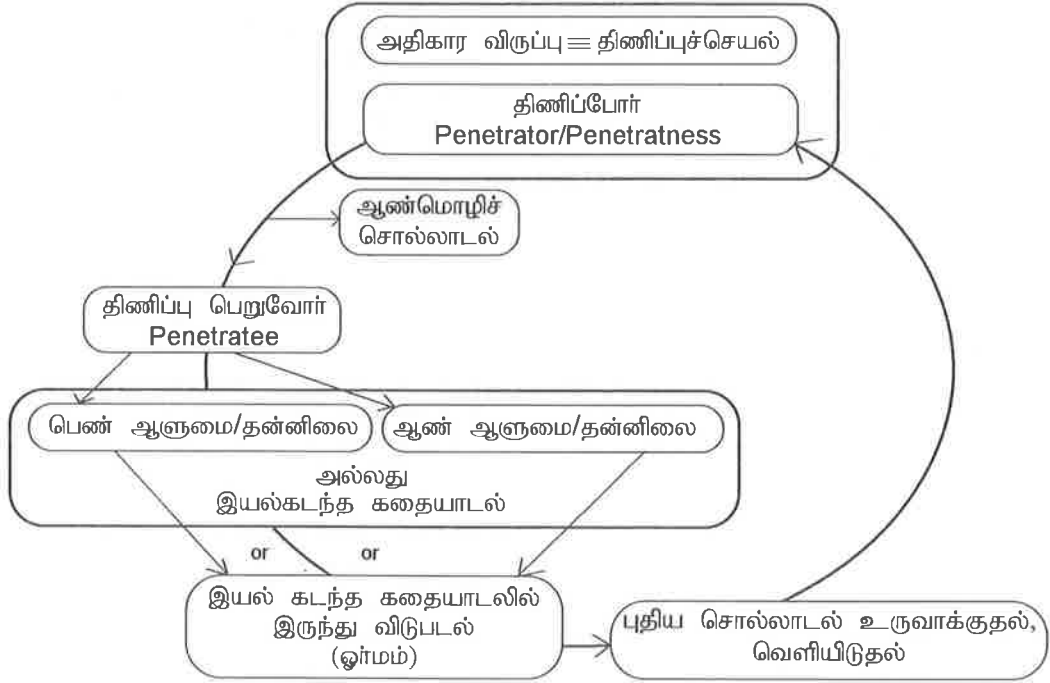 அதிகார விருப்பு ≡ திணிப்புச்செயல்
திணிப்போர்
Penetrator/Penetratness
ஆண்மொழிச்
சொல்லாடல்
திணிப்பு பெறுவோர்
Penetratee
பெண் ஆளுமை/தன்னிலை
ஆண் ஆளுமை/தன்னிலை
அல்லது
இயல்கடந்த கதையாடல்
or
or
இயல் கடந்த கதையாடலில்
இருந்து விடுபடல்
(ஓர்மம்)
புதிய சொல்லாடல் உருவாக்குதல்,
வெளியிடுதல்